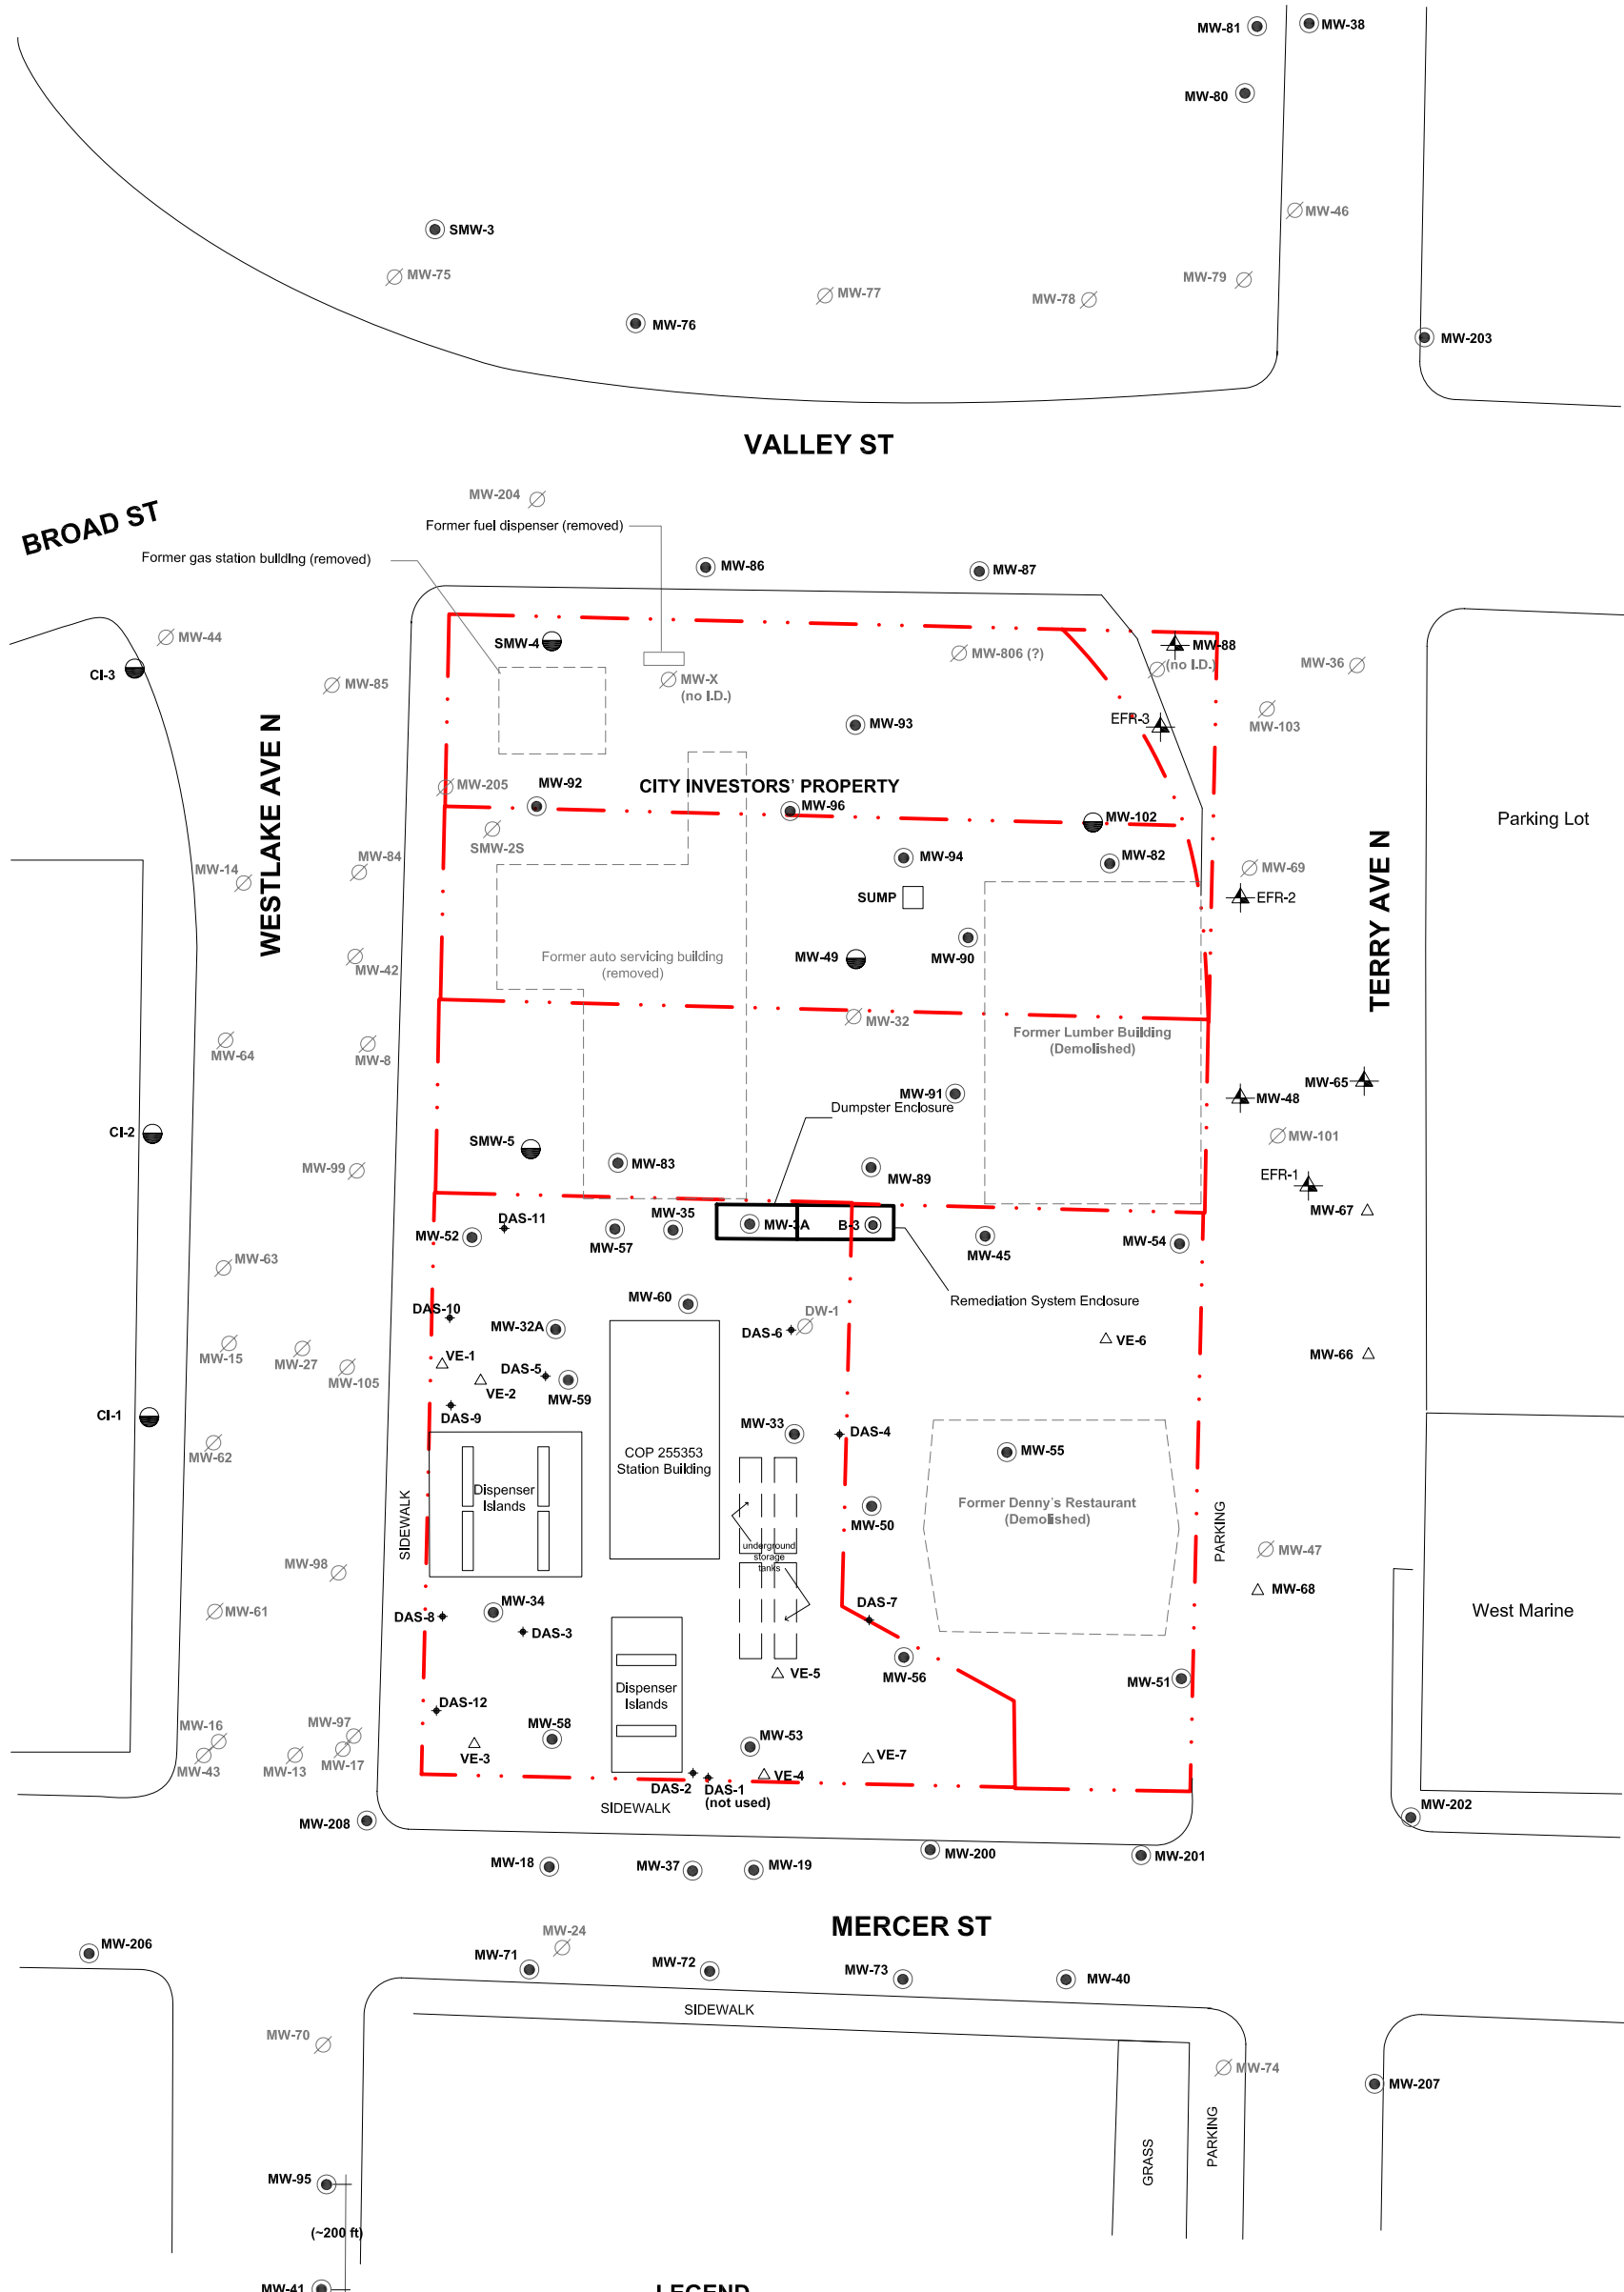 MW-81
MW-38
MW-80
MW-46
SMW-3
MW-75
MW-79
MW-77
MW-78
MW-76
MW-203
VALLEY ST
MW-204
BROAD ST
Former fuel dispenser (removed)
Former gas station building (removed)
MW-86
MW-87
MW-44
SMW-4
MW-88
MW-806 (?)
(no I.D.)
MW-36
CI-3
MW-85
MW-X
(no I.D.)
EFR-3
MW-103
MW-93
WESTLAKE AVE N
MW-205
MW-92
CITY INVESTORS' PROPERTY
MW-96
MW-102
Parking Lot
SMW-2S
MW-84
MW-14
MW-94
MW-82
MW-69
SUMP
EFR-2
TERRY AVE N
MW-42
Former auto servicing building
(removed)
MW-49
MW-90
MW-32
Former Lumber Building
(Demolished)
MW-64
MW-8
MW-65
MW-91
MW-48
Dumpster Enclosure
CI-2
SMW-5
MW-101
MW-99
MW-83
MW-89
EFR-1
MW-67
DAS-11
MW-35
MW-3A
B-3
MW-52
MW-57
MW-45
MW-54
MW-63
Remediation System Enclosure
DAS-10
MW-60
DW-1
MW-32A
DAS-6
VE-6
MW-15
MW-27
MW-105
VE-1
DAS-5
VE-2
MW-59
MW-66
CI-1
DAS-9
MW-33
DAS-4
MW-62
COP 255353
Station Building
MW-55
Dispenser
Islands
Former Denny's Restaurant
(Demolished)
SIDEWALK
MW-50
PARKING
underground
storage
tanks
MW-47
MW-98
MW-68
MW-61
DAS-8
MW-34
DAS-7
West Marine
DAS-3
MW-56
VE-5
MW-51
Dispenser
Islands
DAS-12
MW-16
MW-97
MW-58
MW-53
MW-43
MW-13
MW-17
VE-3
VE-7
DAS-2
DAS-1
(not used)
VE-4
SIDEWALK
MW-202
MW-208
MW-200
MW-201
MW-18
MW-37
MW-19
MERCER ST
MW-206
MW-24
MW-71
MW-72
MW-73
MW-40
SIDEWALK
MW-70
MW-74
MW-207
GRASS
PARKING
MW-95
(~200 ft)
MW-41
LEGEND